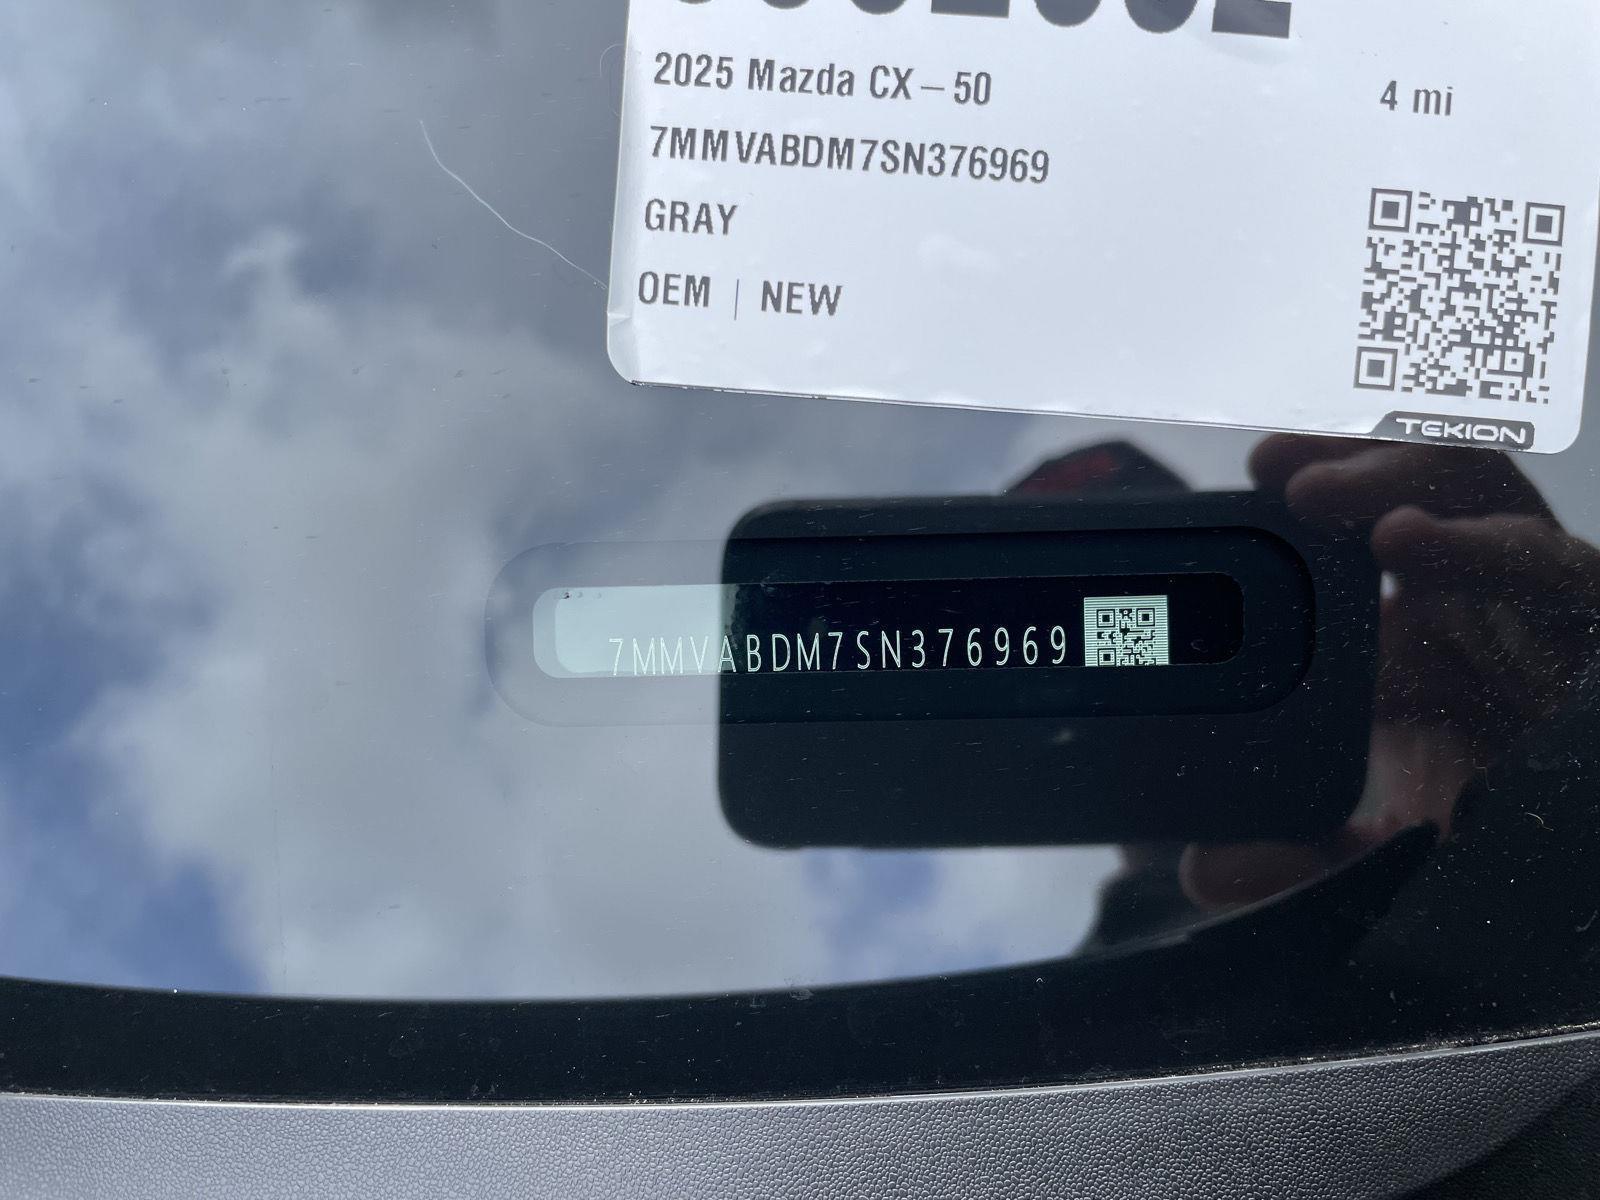 2025 Mazda CX – 50
4 mi
7MMVABDM7SN376969
GRAY
OEM | NEW
TEKION
7MMVABDM7SN376969